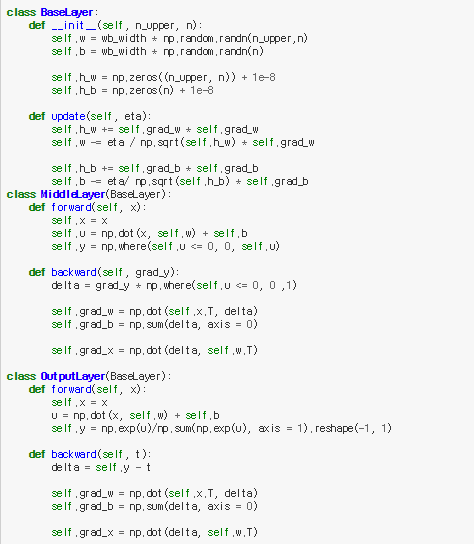 class BaseLayer:
    def __init__(self, n_upper, n):
        self.w = wb_width * np.random.randn(n_upper,n)
        self.b = wb_width * np.random.randn(n)

        self.h_w = np.zeros((n_upper, n)) + 1e-8
        self.h_b = np.zeros(n) + 1e-8

    def update(self, eta):
        self.h_w += self.grad_w * self.grad_w
        self.w -= eta / np.sqrt(self.h_w) * self.grad_w

        self.h_b += self.grad_b * self.grad_b
        self.b -= eta/ np.sqrt(self.h_b) * self.grad_b
class MiddleLayer(BaseLayer):
    def forward(self, x):
        self.x = x
        self.u = np.dot(x, self.w) + self.b
        self.y = np.where(self.u <= 0, 0, self.u)

    def backward(self, grad_y):
        delta = grad_y * np.where(self.u <= 0, 0 ,1)

        self.grad_w = np.dot(self.x.T, delta)
        self.grad_b = np.sum(delta, axis = 0)

        self.grad_x = np.dot(delta, self.w.T)

class OutputLayer(BaseLayer):
    def forward(self, x):
        self.x = x
        u = np.dot(x, self.w) + self.b
        self.y = np.exp(u)/np.sum(np.exp(u), axis = 1).reshape(-1, 1)

    def backward(self, t):
        delta = self.y - t

        self.grad_w = np.dot(self.x.T, delta)
        self.grad_b = np.sum(delta, axis = 0)

        self.grad_x = np.dot(delta, self.w.T)